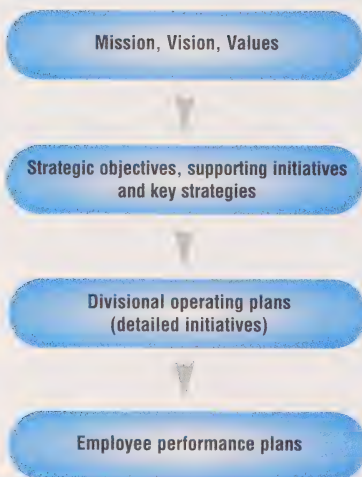 Mission, Vision, Values
Strategic objectives, supporting initiatives
and key strategies
Divisional operating plans
(detailed initiatives)
Employee performance plans